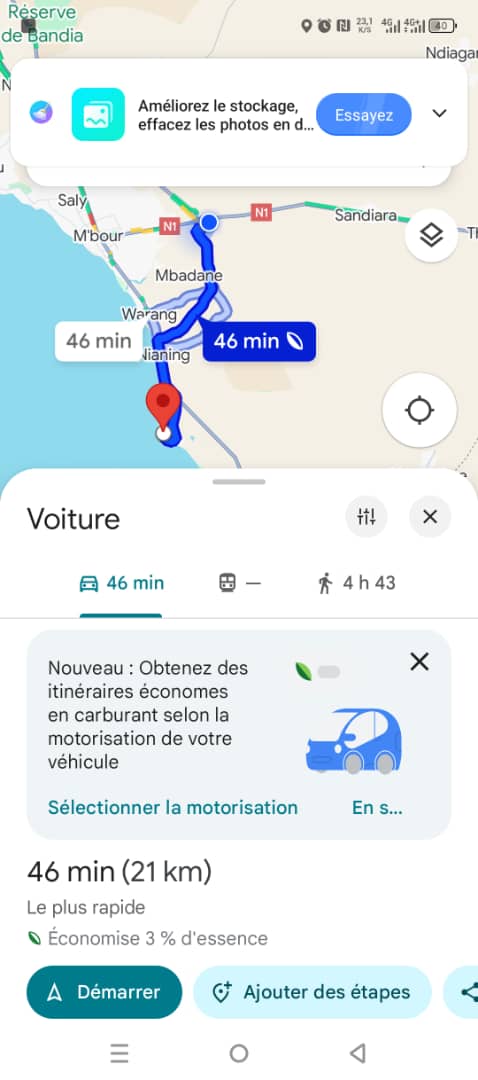 Réserve
de Bandia
23,1
K/S
4G
4G+
40
Ndiagan
Améliorez le stockage,
effacez les photos en d...
Essayez
Saly
N1
N1
Sandiara
M'bour
Mbadane
Warang
46 min
46 min
Nianing
Voiture
46 min
—
4 h 43
Nouveau : Obtenez des
itinéraires économes
en carburant selon la
motorisation de votre
véhicule
Sélectionner la motorisation
En s...
46 min (21 km)
Le plus rapide
Économise 3 % d'essence
Démarrer
Ajouter des étapes